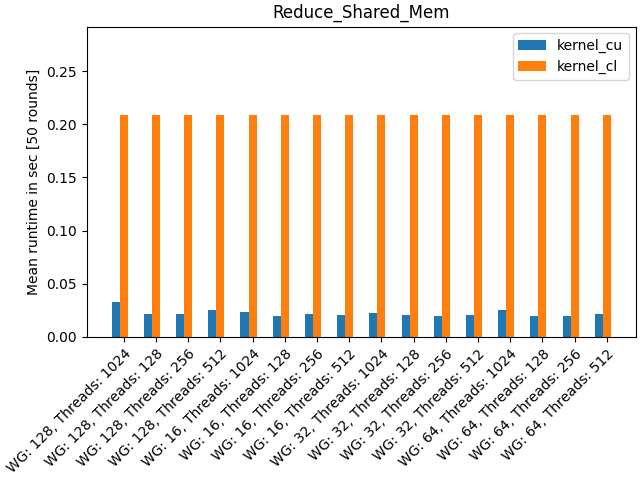 Reduce_Shared_Mem
kernel_cu
kernel_cl
Mean runtime in sec [50 rounds]
0.25
0.20
0.15
0.10
0.05
0.00
WG: 128, Threads: 1024
WG: 128, Threads: 128
WG: 128, Threads: 256
WG: 128, Threads: 512
WG: 16, Threads: 1024
WG: 16, Threads: 128
WG: 16, Threads: 256
WG: 16, Threads: 512
WG: 32, Threads: 1024
WG: 32, Threads: 128
WG: 32, Threads: 256
WG: 32, Threads: 512
WG: 64, Threads: 1024
WG: 64, Threads: 128
WG: 64, Threads: 256
WG: 64, Threads: 512